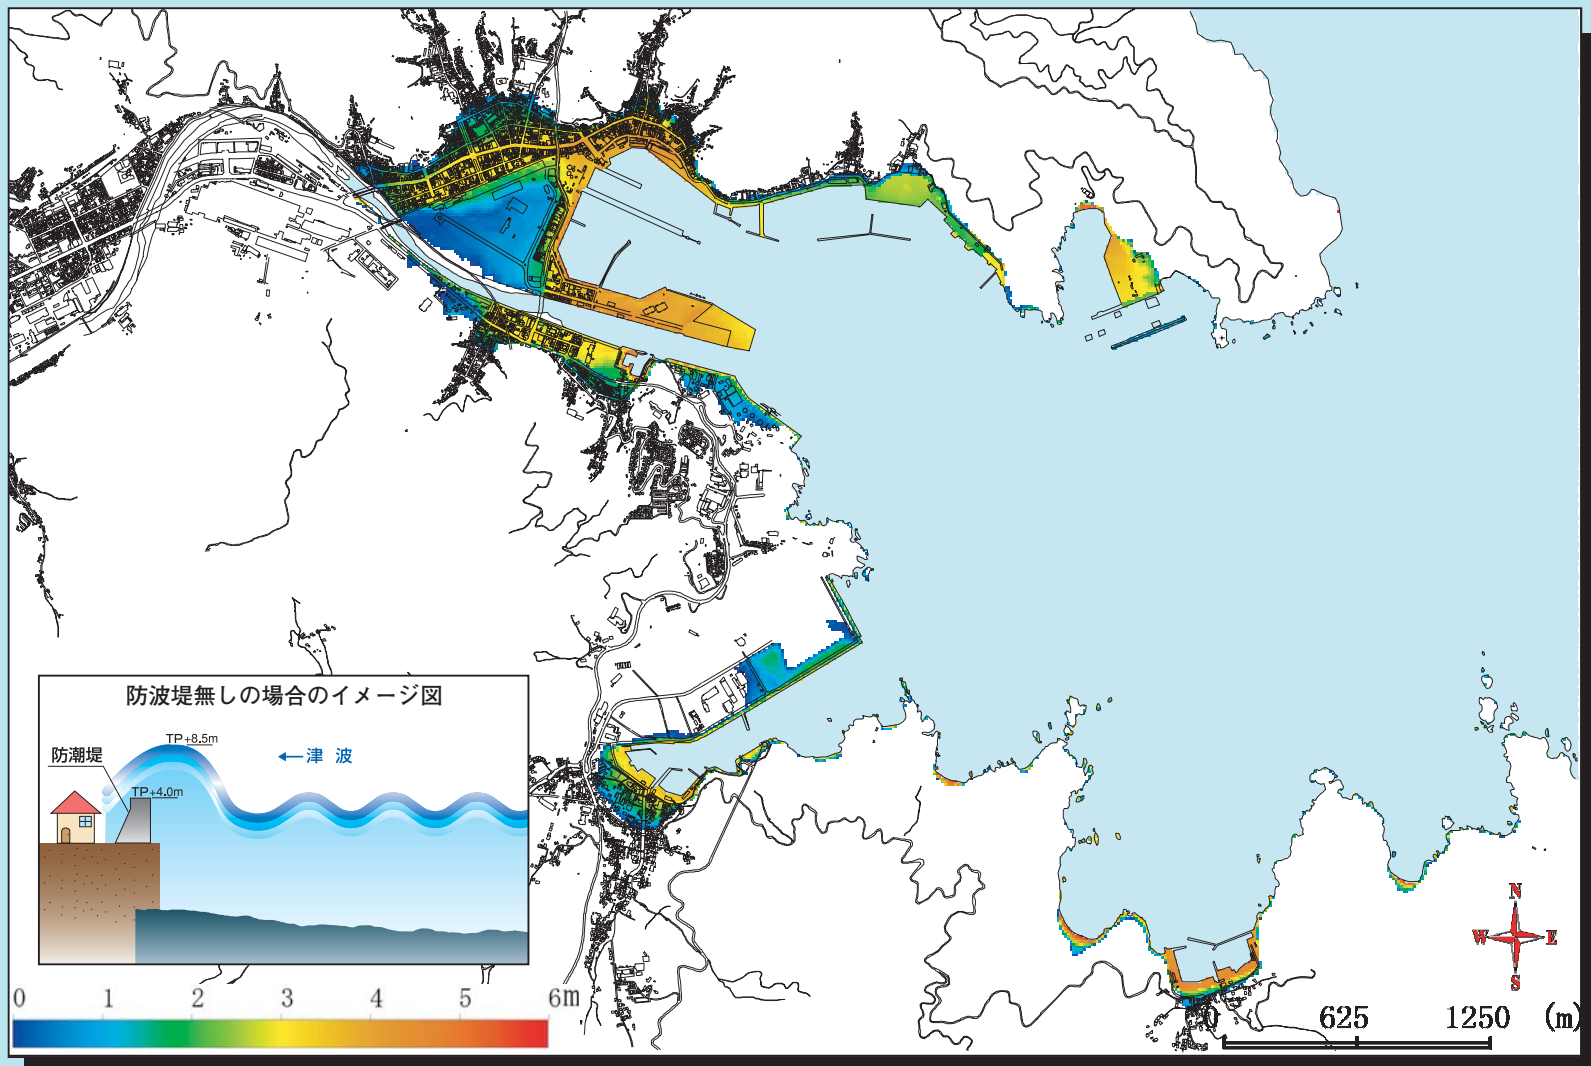 防波堤無しの場合のイメージ図
TP+8.5m
防潮堤
←津 波
TP+4.0m
N
W E
S
0 1 2 3 4 5 6m
0 625 1250 (m)